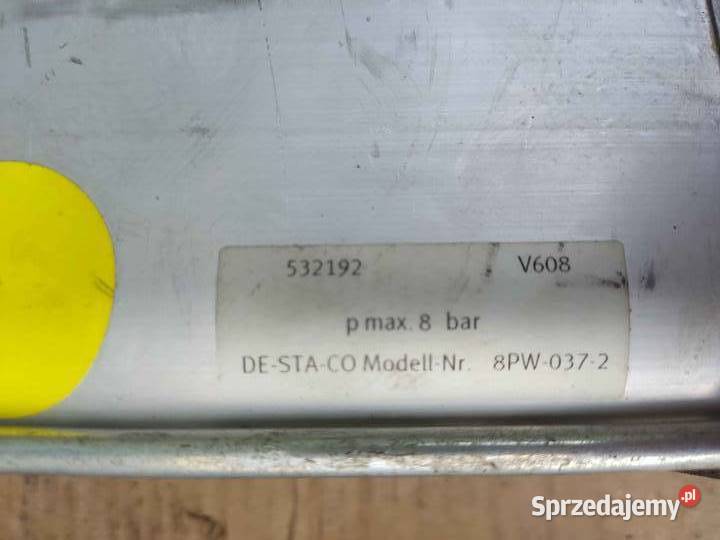 532192 V608
p max. 8 bar
DE-STA-CO Modell-Nr. 8PW-037-2
Sprzedajemy.pl